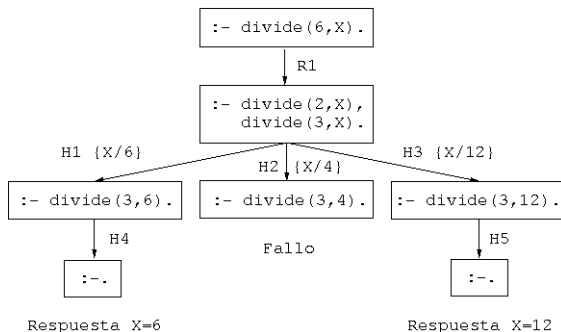 :- divide(6,X).
R1
:- divide(2,X),
divide(3,X).
H1 {X/6}
H2 {X/4}
H3 {X/12}
:- divide(3,6).
:- divide(3,4).
:- divide(3,12).
H4
Fallo
H5
:-.
:-.
Respuesta X=6
Respuesta X=12